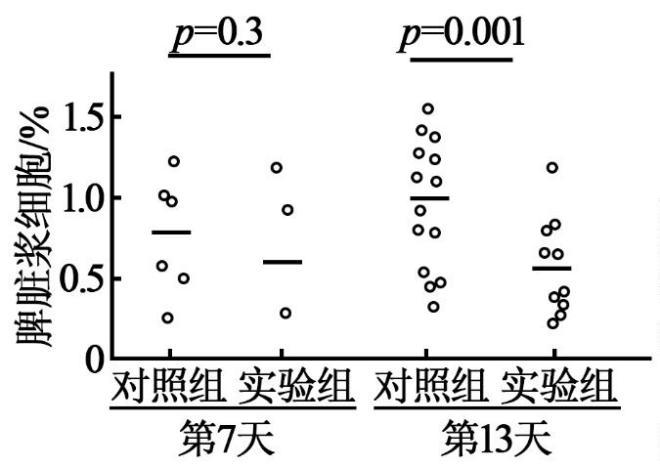 p=0.3 p=0.001
脾脏浆细胞/%
1.5
1.0
0.5
0
对照组 实验组 对照组 实验组
第7天 第13天